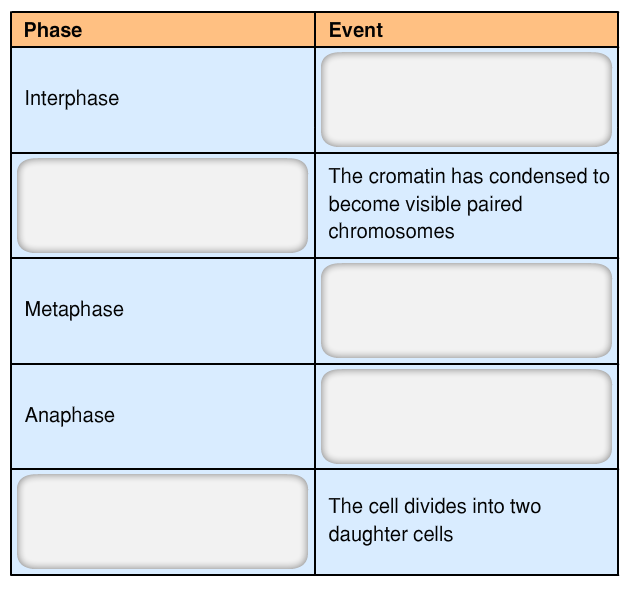 Phase Event
Interphase
The cromatin has condensed to
become visible paired
chromosomes
Metaphase
Anaphase
The cell divides into two
daughter cells